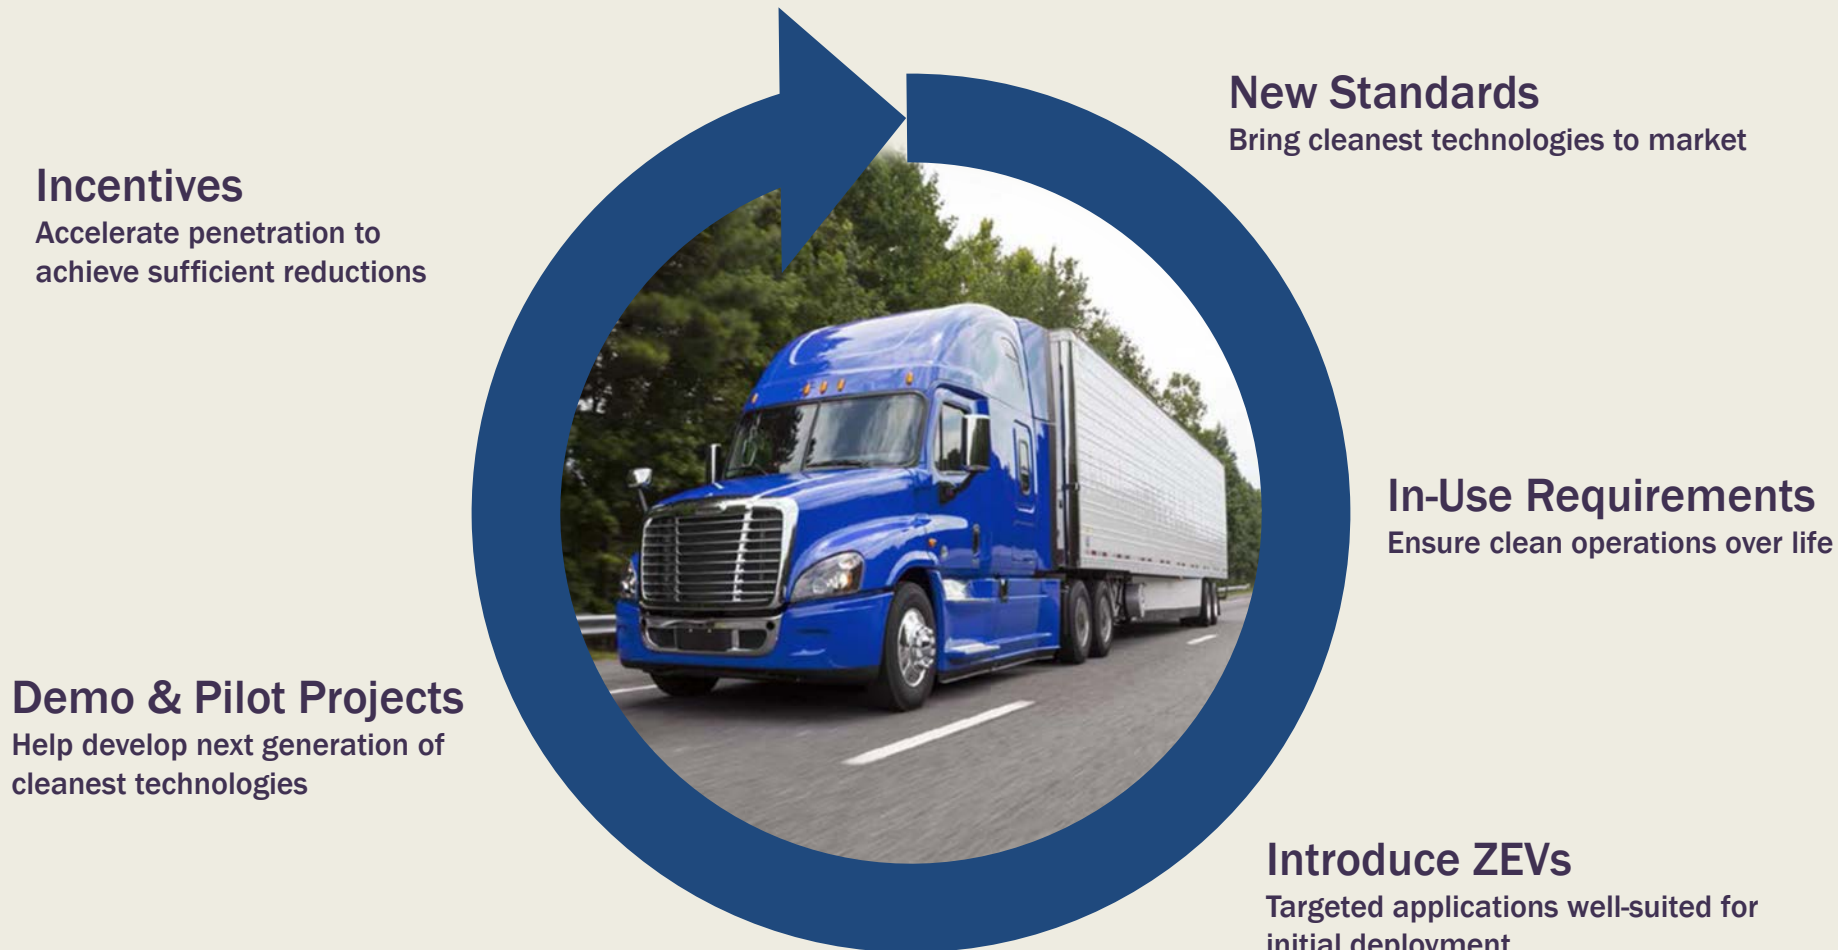 New Standards
Bring cleanest technologies to market
Incentives
Accelerate penetration to
achieve sufficient reductions
In-Use Requirements
Ensure clean operations over life
Demo & Pilot Projects
Help develop next generation of
cleanest technologies
Introduce ZEVs
Targeted applications well-suited for
initial deployment